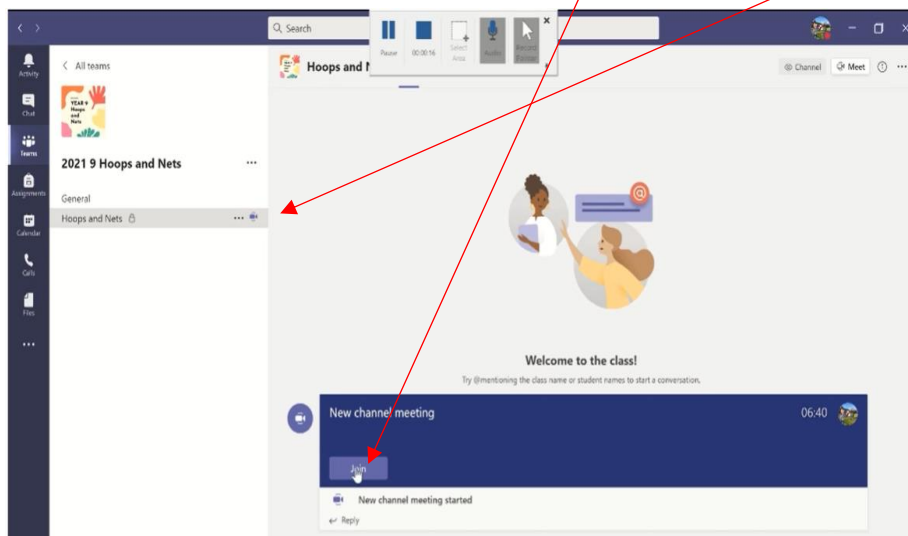 Search
Pause
00:00:16
Select Area
Audio
Record Pointer
Activity
Chat
Teams
Assignments
Calendar
Calls
Files
All teams
YEAR 9
Hoops
and
Nets
2021 9 Hoops and Nets
General
Hoops and Nets
Hoops and
Channel
Meet
Welcome to the class!
Try @mentioning the class name or student names to start a conversation.
New channel meeting
06:40
Join
New channel meeting started
Reply